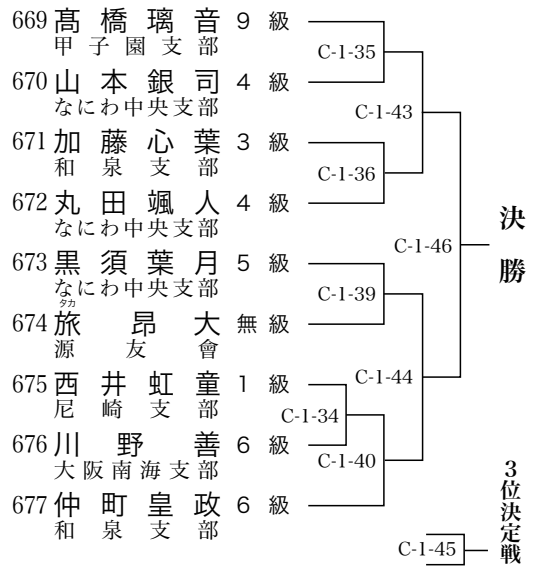 669 髙橋璃音 9 級
甲子園支部
C-1-35
670 山本銀司 4 級
なにわ中央支部
C-1-43
671 加藤心葉 3 級
和泉支部
C-1-36
672 丸田颯人 4 級
なにわ中央支部
C-1-46
決勝
673 黒須葉月 5 級
なにわ中央支部
C-1-39
タカ
674 旅昂大 無 級
源友會
C-1-44
675 西井虹童 1 級
尼崎支部
C-1-34
676 川野善 6 級
大阪南海支部
C-1-40
677 仲町皇政 6 級
和泉支部
3位決定戦
C-1-45